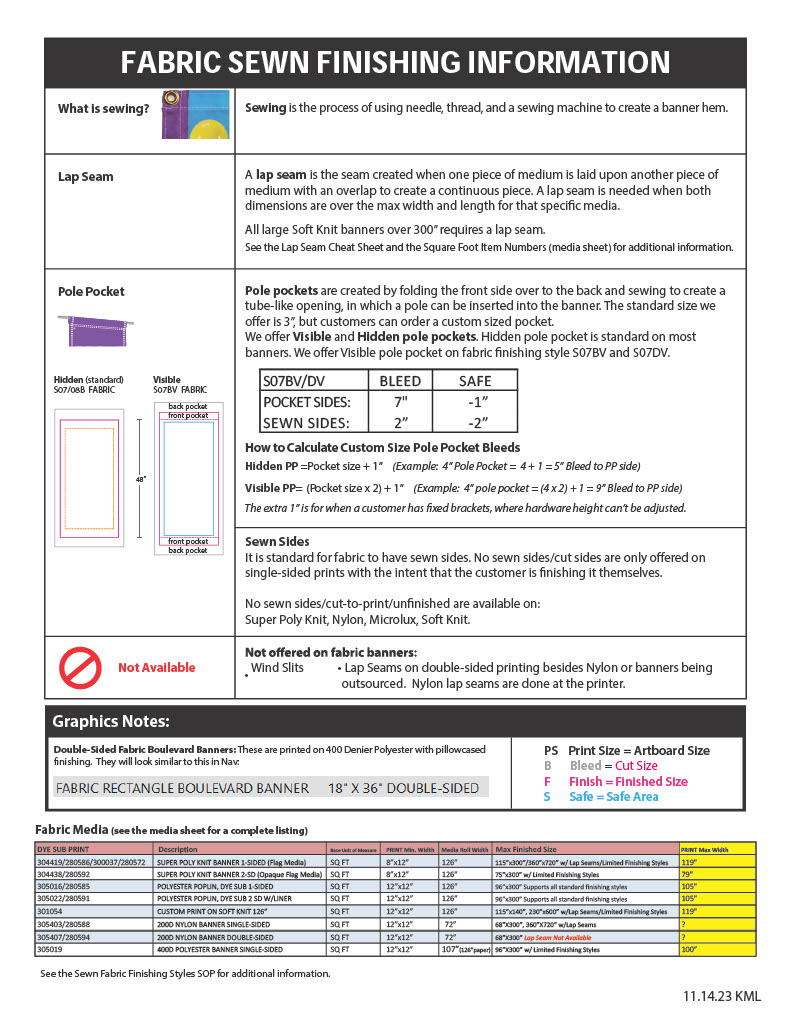 FABRIC SEWN FINISHING INFORMATION
What is sewing?
Sewing is the process of using needle, thread, and a sewing machine to create a banner hem.
Lap Seam
A lap seam is the seam created when one piece of medium is laid upon another piece of
medium with an overlap to create a continuous piece. A lap seam is needed when both
dimensions are over the max width and length for that specific media.
All large Soft Knit banners over 300” requires a lap seam.
See the Lap Seam Cheat Sheet and the Square Foot Item Numbers (media sheet) for additional information.
Pole Pocket
Pole pockets are created by folding the front side over to the back and sewing to create a
tube-like opening, in which a pole can be inserted into the banner. The standard size we
offer is 3”, but customers can order a custom sized pocket.
We offer Visible and Hidden pole pockets. Hidden pole pocket is standard on most
banners. We offer Visible pole pocket on fabric finishing style S07BV and S07DV.
Hidden (standard)
S07/08B FABRIC
Visible
S07BV FABRIC
back pocket
front pocket
48”
front pocket
back pocket
S07BV/DV BLEED SAFE
POCKET SIDES: 7" -1”
SEWN SIDES: 2” -2”
How to Calculate Custom Size Pole Pocket Bleeds
Hidden PP =Pocket size + 1” (Example: 4” Pole Pocket = 4 + 1 = 5” Bleed to PP side)
Visible PP= (Pocket size x 2) + 1” (Example: 4” pole pocket = (4 x 2) + 1 = 9” Bleed to PP side)
The extra 1” is for when a customer has fixed brackets, where hardware height can’t be adjusted.
Sewn Sides
It is standard for fabric to have sewn sides. No sewn sides/cut sides are only offered on
single-sided prints with the intent that the customer is finishing it themselves.
No sewn sides/cut-to-print/unfinished are available on:
Super Poly Knit, Nylon, Microlux, Soft Knit.
Not Available
Not offered on fabric banners:
• Wind Slits
• Lap Seams on double-sided printing besides Nylon or banners being
outsourced. Nylon lap seams are done at the printer.
Graphics Notes:
Double-Sided Fabric Boulevard Banners: These are printed on 400 Denier Polyester with pillowcased
finishing. They will look similar to this in Nav:
FABRIC RECTANGLE BOULEVARD BANNER 18" X 36" DOUBLE-SIDED
PS Print Size = Artboard Size
B Bleed = Cut Size
F Finish = Finished Size
S Safe = Safe Area
Fabric Media (see the media sheet for a complete listing)
DYE SUB PRINT Description Base Unit of Measure PRINT Min. Width Media Roll Width Max Finished Size PRINT Max Width
304419/280586/300037/280572 SUPER POLY KNIT BANNER 1-SIDED (Flag Media) SQ FT 8"x12" 126" 115"x300"/360"x720" w/ Lap Seams/Limited Finishing Styles 119"
304438/280592 SUPER POLY KNIT BANNER 2-SD (Opaque Flag Media) SQ FT 8"x12" 126" 75"x300" w/ Limited Finishing Styles 79"
305016/280585 POLYESTER POPLIN, DYE SUB 1-SIDED SQ FT 12"x12" 126" 96"x300" Supports all standard finishing styles 105"
305022/280591 POLYESTER POPLIN, DYE SUB 2 SD W/LINER SQ FT 12"x12" 126" 96"x300" Supports all standard finishing styles 105"
301054 CUSTOM PRINT ON SOFT KNIT 126" SQ FT 12"x12" 126" 115"x140", 230"x600" w/Lap Seams/Limited Finishing Styles 119"
305403/280588 200D NYLON BANNER SINGLE-SIDED SQ FT 12"x12" 72" 68"X300", 360"X720" w/Lap Seams ?
305407/280594 200D NYLON BANNER DOUBLE-SIDED SQ FT 12"x12" 72" 68"X300" Lap Seam Not Available ?
305019 400D POLYESTER BANNER SINGLE-SIDED SQ FT 12"x12" 107"(126"paper) 96"X300" w/ Limited Finishing Styles 100"
See the Sewn Fabric Finishing Styles SOP for additional information.
11.14.23 KML